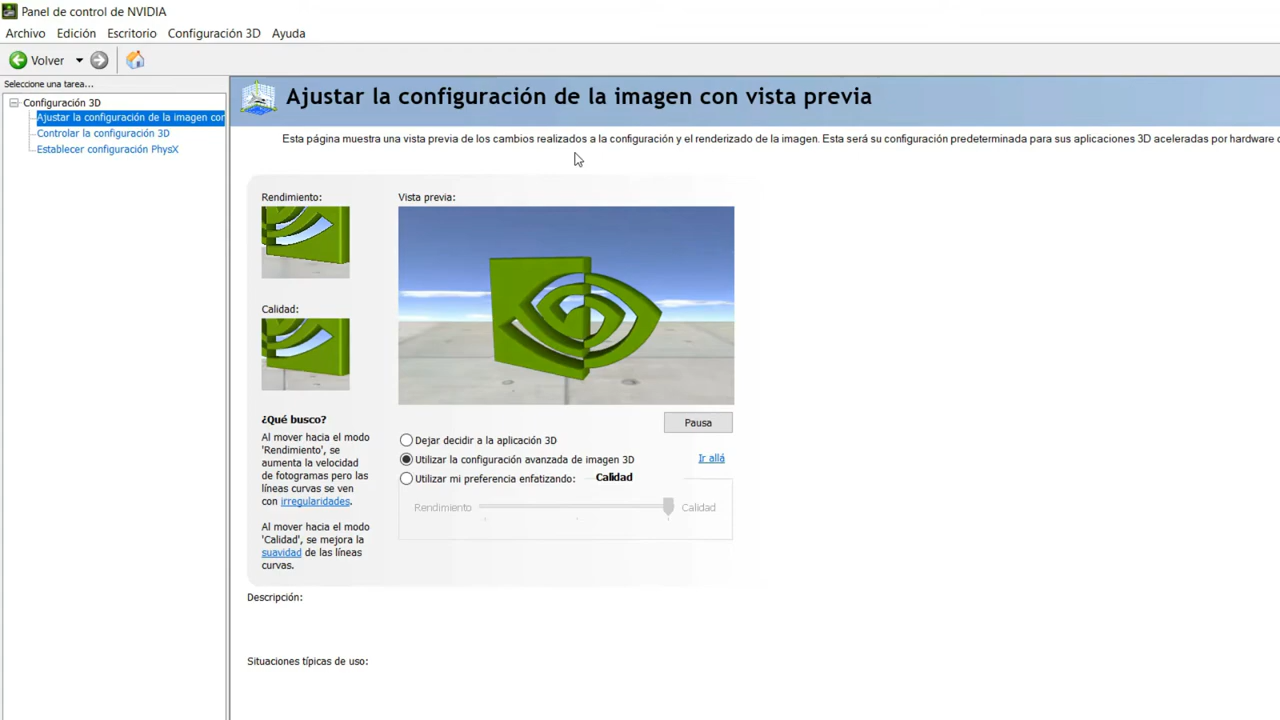 Panel de control de NVIDIA
Archivo Edición Escritorio Configuración 3D Ayuda
Volver
Seleccione una tarea...
Configuración 3D
Ajustar la configuración de la imagen con
Controlar la configuración 3D
Establecer configuración PhysX
Ajustar la configuración de la imagen con vista previa
Esta página muestra una vista previa de los cambios realizados a la configuración y el renderizado de la imagen. Esta será su configuración predeterminada para sus aplicaciones 3D aceleradas por hardware
Rendimiento:
Vista previa:
Calidad:
¿Qué busco?
Al mover hacia el modo
'Rendimiento', se
aumenta la velocidad
de fotogramas pero las
líneas curvas se ven
con irregularidades.
Al mover hacia el modo
'Calidad', se mejora la
suavidad de las líneas
curvas.
Pausa
Dejar decidir a la aplicación 3D
Utilizar la configuración avanzada de imagen 3D Ir allá
Utilizar mi preferencia enfatizando: Calidad
Rendimiento Calidad
Descripción:
Situaciones típicas de uso: